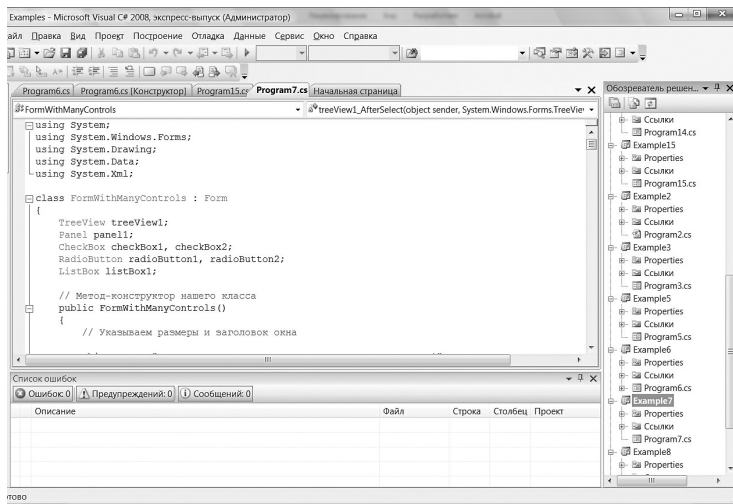 Examples - Microsoft Visual C# 2008, экспресс-выпуск (Администратор)
айл Правка Вид Проект Построение Отладка Данные Сервис Окно Справка
Program6.cs Program6.cs [Конструктор] Program15.cs Program7.cs Начальная страница
FormWithManyControls treeView1_AfterSelect(object sender, System.Windows.Forms.TreeVie
using System;
using System.Windows.Forms;
using System.Drawing;
using System.Data;
using System.Xml;
class FormWithManyControls : Form
{
TreeView treeView1;
Panel panel1;
CheckBox checkBox1, checkBox2;
RadioButton radioButton1, radioButton2;
ListBox listBox1;
// Метод-конструктор нашего класса
public FormWithManyControls()
{
// Указываем размеры и заголовок окна
Список ошибок
Ошибок: 0 Предупреждений: 0 Сообщений: 0
Описание Файл Строка Столбец Проект
Обозреватель решен...
Ссылки
Program14.cs
Example15
Properties
Ссылки
Program15.cs
Example2
Properties
Ссылки
Program2.cs
Example3
Properties
Ссылки
Program3.cs
Example5
Properties
Ссылки
Program5.cs
Example6
Properties
Ссылки
Program6.cs
Example7
Properties
Ссылки
Program7.cs
Example8
Properties
отово